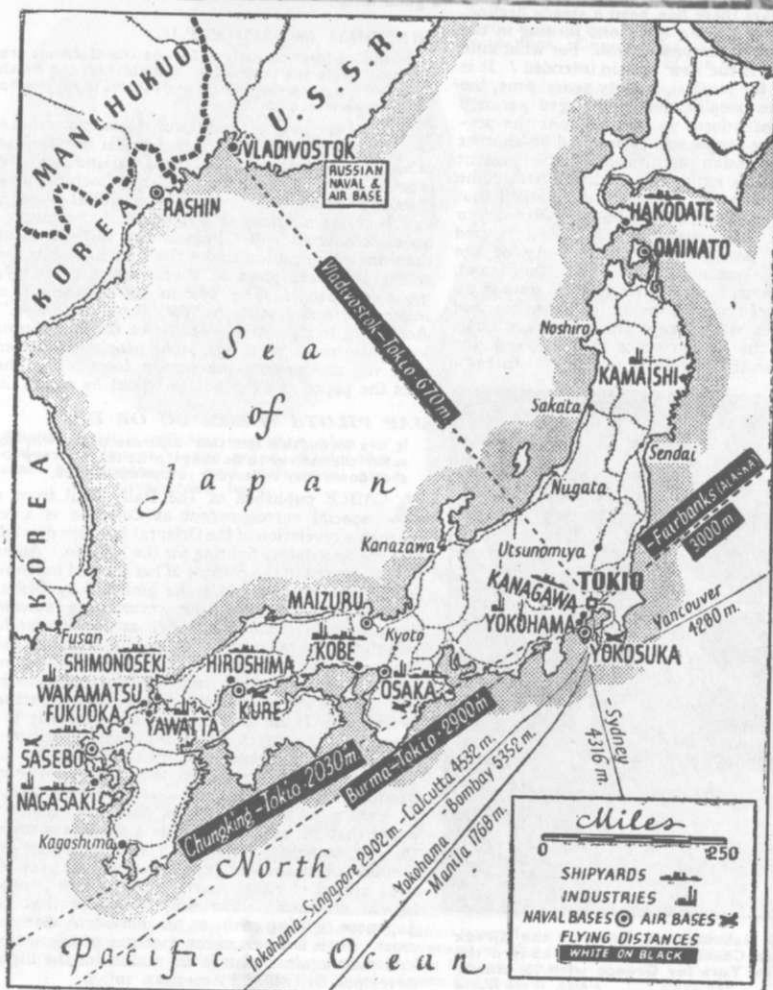 MANCHUKUO
U.S.S.R.
VLADIVOSTOK
RUSSIAN
NAVAL &
AIR BASE
RASHIN
KOREA
HAKODATE
OMINATO
Vladivostok–Tokio·670m
Noshiro
KAMAISHI
Sea
of
Japan
Sakata
Sendai
Nugata
–Fairbanks (ALASKA)
3000 m
Kanazawa
Utsunomiya
KOREA
TOKIO
KANAGAWA
MAIZURU
YOKOHAMA
Vancouver
4280 m.
Fusan
Kyoto
YOKOSUKA
SHIMONOSEKI
HIROSHIMA
KOBE
WAKAMATSU
OSAKA
FUKUOKA
YAWATTA
KURE
–Sydney
4316 m.
SASEBO
NAGASAKI
Chungking–Tokio·2030m
Burma–Tokio·2900m
Kagoshima
Yokohama–Singapore 2902 m.–Calcutta 4532 m.
Yokohama
Bombay 5352 m.
–Manila 1768 m.
North
Pacific Ocean
Miles
0 250
SHIPYARDS
INDUSTRIES
NAVAL BASES AIR BASES
FLYING DISTANCES
WHITE ON BLACK